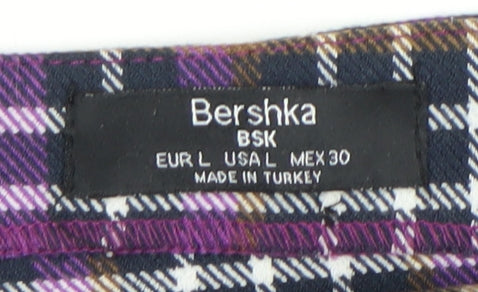 Bershka
BSK
EUR L USA L MEX 30
MADE IN TURKEY